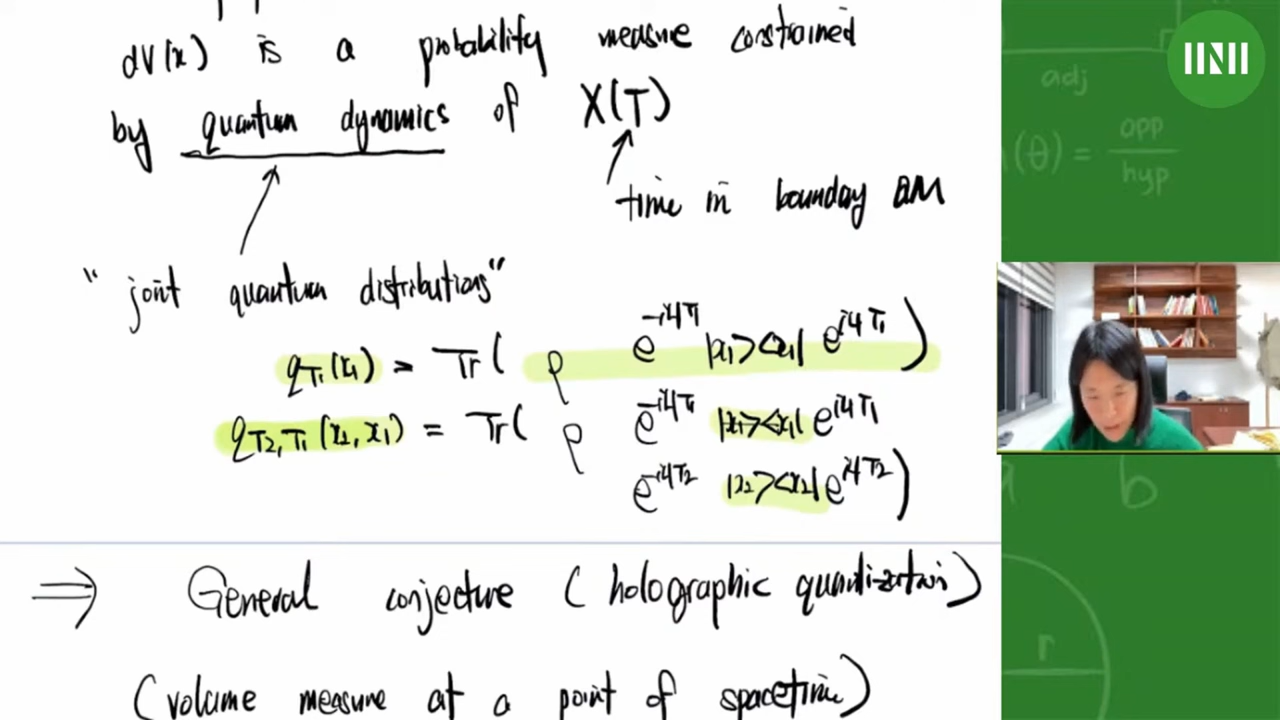 dV(x) is a probability measure constrained
by quantum dynamics of X(T)
time in boundary QM
"joint quantum distributions"
q_{T1}(x1) = Tr( ρ e^{-iHT1} |x1><x1| e^{iHT1} )
q_{T2,T1}(x2, x1) = Tr( ρ e^{-iHT1} |x1><x1| e^{iHT1}
e^{-iHT2} |x2><x2| e^{iHT2} )
⇒ General conjecture (holographic quantization)
(volume measure at a point of spacetime)
adj
(θ) = opp/hyp
b
r